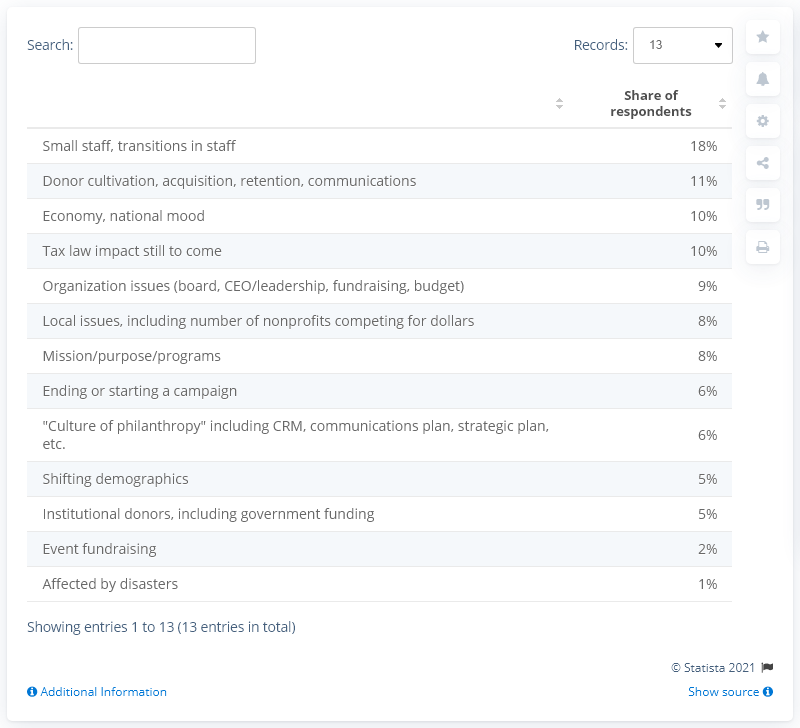 Search:
Records: 13
Share of
respondents
Small staff, transitions in staff 18%
Donor cultivation, acquisition, retention, communications 11%
Economy, national mood 10%
Tax law impact still to come 10%
Organization issues (board, CEO/leadership, fundraising, budget) 9%
Local issues, including number of nonprofits competing for dollars 8%
Mission/purpose/programs 8%
Ending or starting a campaign 6%
"Culture of philanthropy" including CRM, communications plan, strategic plan,
etc. 6%
Shifting demographics 5%
Institutional donors, including government funding 5%
Event fundraising 2%
Affected by disasters 1%
Showing entries 1 to 13 (13 entries in total)
© Statista 2021
Additional Information
Show source